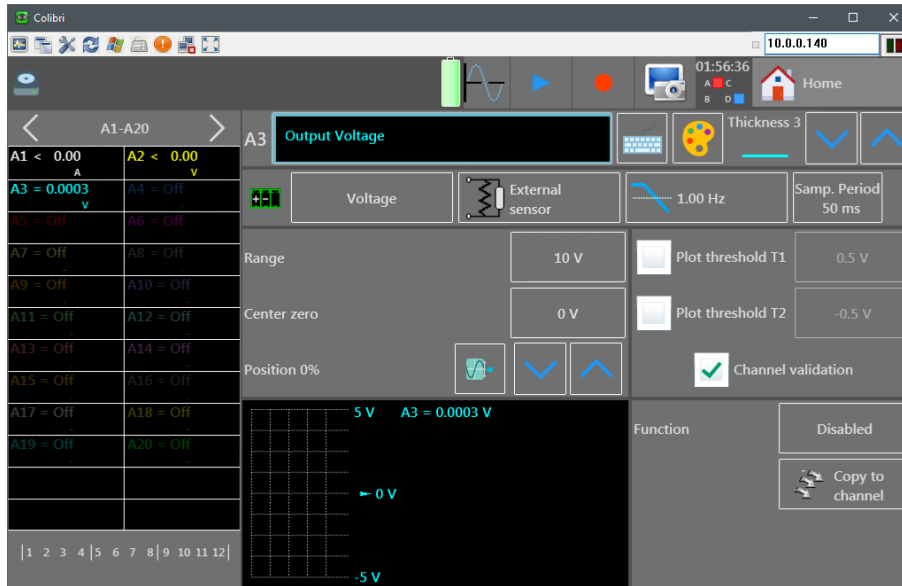 Colibri
10.0.0.140
01:56:36
A C
B D
Home
A1-A20
A3
Output Voltage
Thickness 3
A1 < 0.00
A
A2 < 0.00
V
A3 = 0.0003
V
A4 = Off
A5 = Off
A6 = Off
A7 = Off
A8 = Off
A9 = Off
A10 = Off
A11 = Off
A12 = Off
A13 = Off
A14 = Off
A15 = Off
A16 = Off
A17 = Off
A18 = Off
A19 = Off
A20 = Off
1 2 3 4 5 6 7 8 9 10 11 12
Voltage
External
sensor
1.00 Hz
Samp. Period
50 ms
Range
10 V
Center zero
0 V
Position 0%
Plot threshold T1
0.5 V
Plot threshold T2
-0.5 V
Channel validation
5 V
A3 = 0.0003 V
0 V
-5 V
Function
Disabled
Copy to
channel